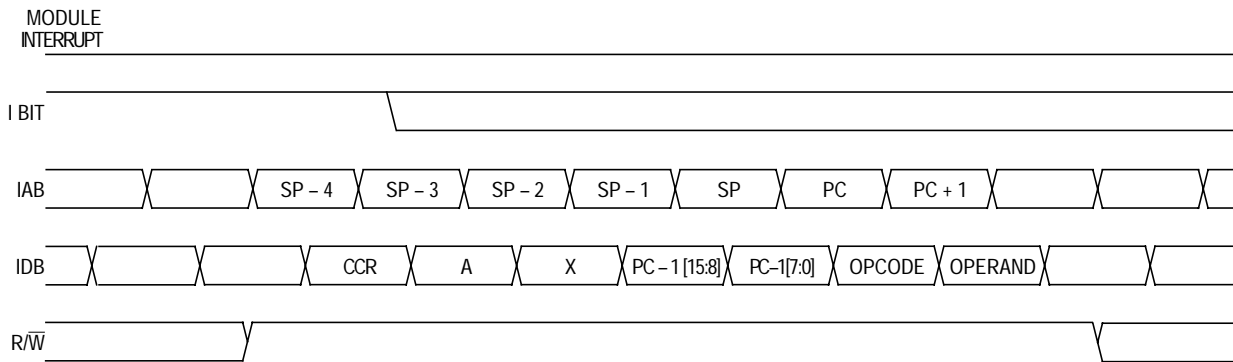 MODULE
INTERRUPT
I BIT
IAB SP – 4 SP – 3 SP – 2 SP – 1 SP PC PC + 1
IDB CCR A X PC – 1 [15:8] PC–1[7:0] OPCODE OPERAND
R/W̅